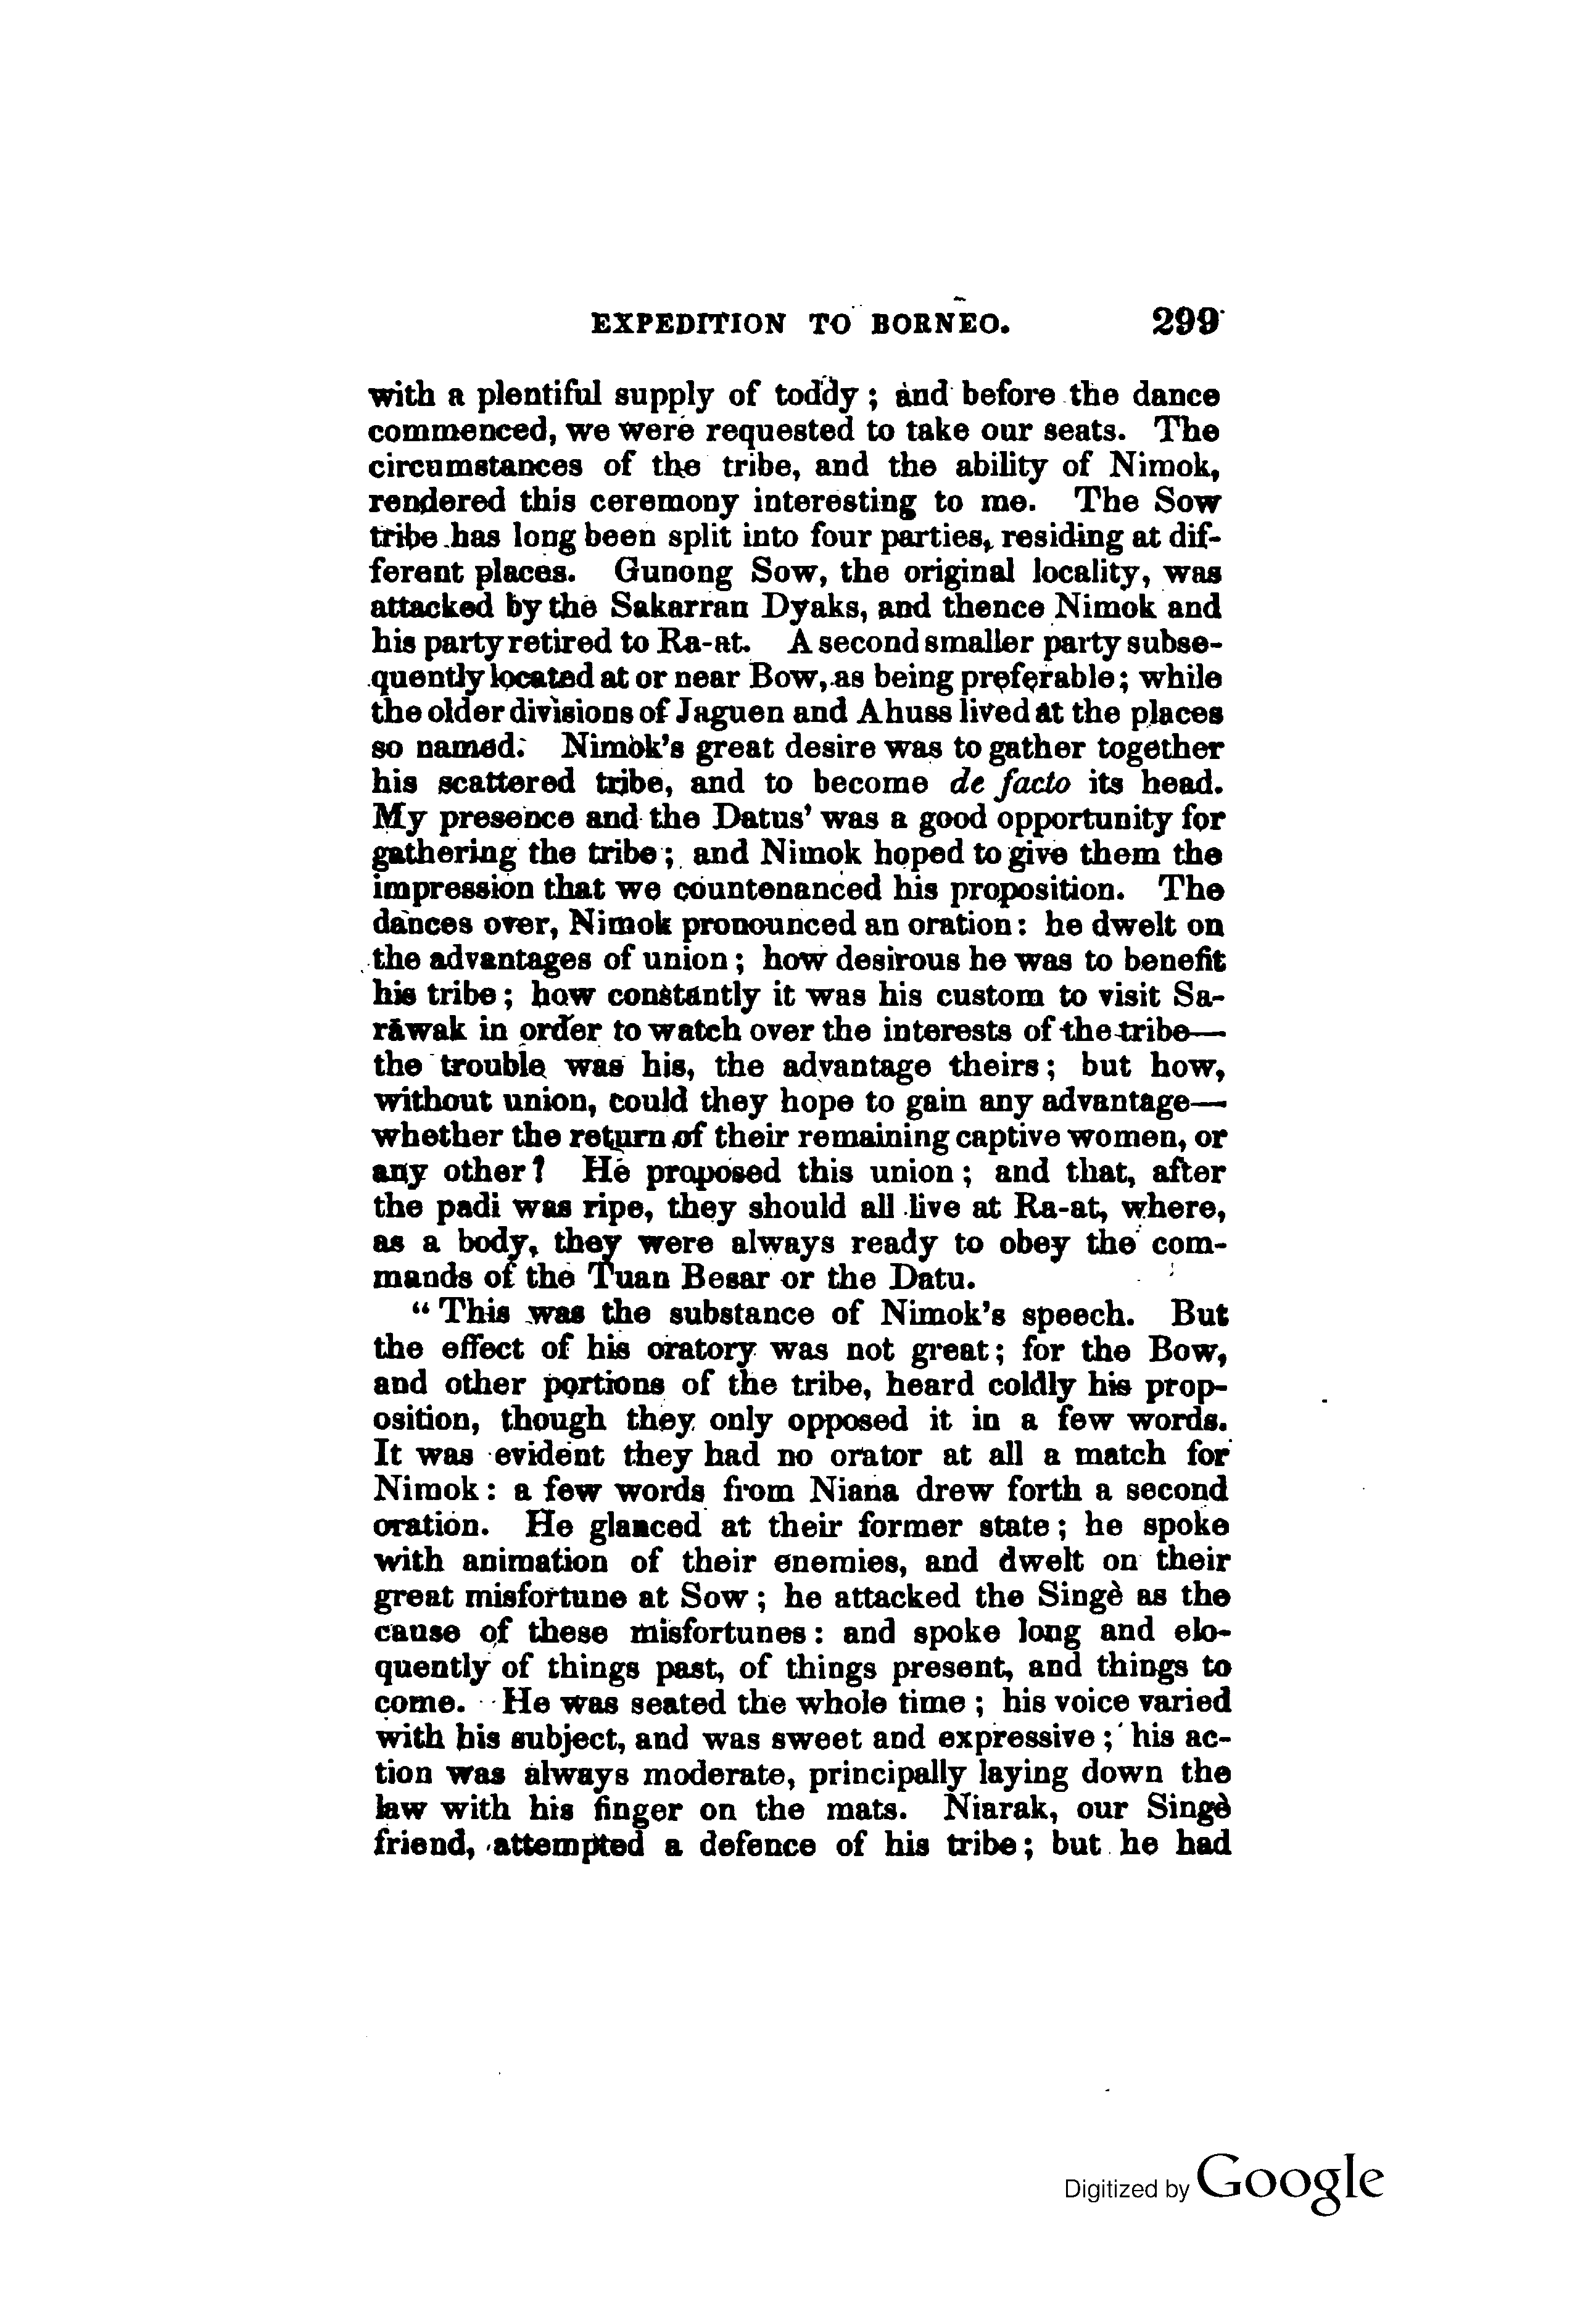 EXPEDITION TO BORNEO. 299
with a plentiful supply of toddy; and before the dance
commenced, we were requested to take our seats. The
circumstances of the tribe, and the ability of Nimok,
rendered this ceremony interesting to me. The Sow
tribe has long been split into four parties, residing at dif-
ferent places. Gunong Sow, the original locality, was
attacked by the Sakarran Dyaks, and thence Nimok and
his party retired to Ra-at. A second smaller party subse-
quently located at or near Bow, as being preferable; while
the older divisions of Jaguen and Ahuss lived at the places
so named. Nimok's great desire was to gather together
his scattered tribe, and to become de facto its head.
My presence and the Datus' was a good opportunity for
gathering the tribe; and Nimok hoped to give them the
impression that we countenanced his proposition. The
dances over, Nimok pronounced an oration: he dwelt on
the advantages of union; how desirous he was to benefit
his tribe; how constantly it was his custom to visit Sa-
rāwak in order to watch over the interests of the tribe—
the trouble was his, the advantage theirs; but how,
without union, could they hope to gain any advantage—
whether the return of their remaining captive women, or
any other? He proposed this union; and that, after
the padi was ripe, they should all live at Ra-at, where,
as a body, they were always ready to obey the com-
mands of the Tuan Besar or the Datu.
“This was the substance of Nimok's speech. But
the effect of his oratory was not great; for the Bow,
and other portions of the tribe, heard coldly his prop-
osition, though they only opposed it in a few words.
It was evident they had no orator at all a match for
Nimok: a few words from Niana drew forth a second
oration. He glanced at their former state; he spoke
with animation of their enemies, and dwelt on their
great misfortune at Sow; he attacked the Singè as the
cause of these misfortunes: and spoke long and elo-
quently of things past, of things present, and things to
come. He was seated the whole time; his voice varied
with his subject, and was sweet and expressive; his ac-
tion was always moderate, principally laying down the
law with his finger on the mats. Niarak, our Singè
friend, attempted a defence of his tribe; but he had
Digitized by Google